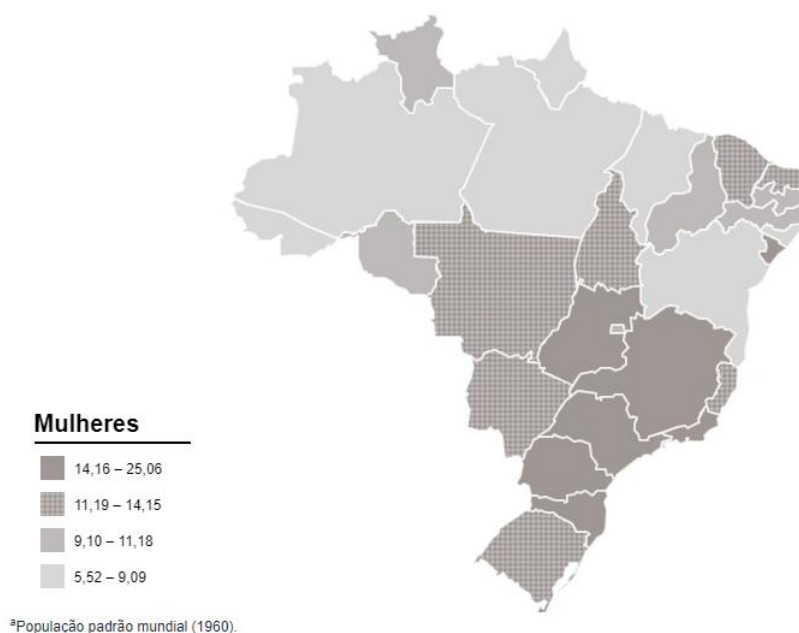 Mulheres
14,16 – 25,06
11,19 – 14,15
9,10 – 11,18
5,52 – 9,09
ªPopulação padrão mundial (1960).